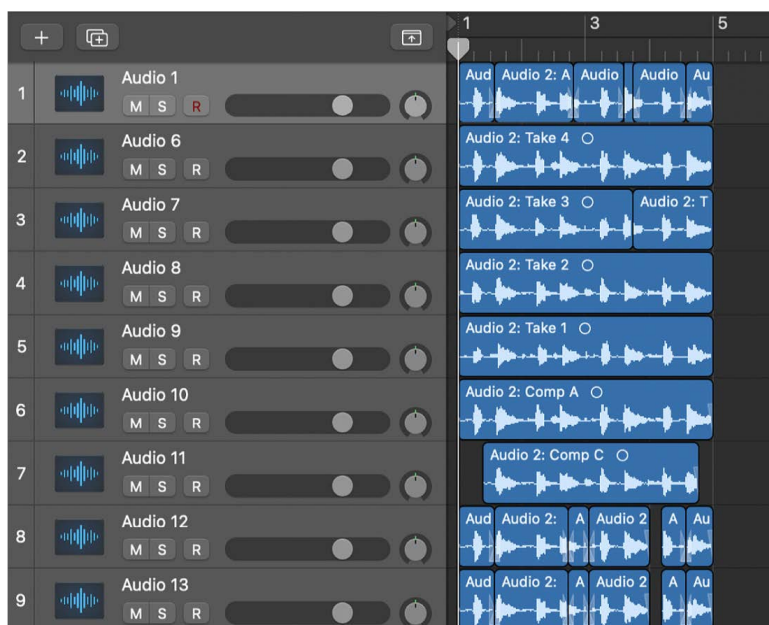 1 3 5
1 Audio 1
M S R
Aud Audio 2: A Audio Audio Au
2 Audio 6
M S R
Audio 2: Take 4
3 Audio 7
M S R
Audio 2: Take 3 Audio 2: T
4 Audio 8
M S R
Audio 2: Take 2
5 Audio 9
M S R
Audio 2: Take 1
6 Audio 10
M S R
Audio 2: Comp A
7 Audio 11
M S R
Audio 2: Comp C
8 Audio 12
M S R
Aud Audio 2: A Audio 2 A Au
9 Audio 13
M S R
Aud Audio 2: A Audio 2 A Au